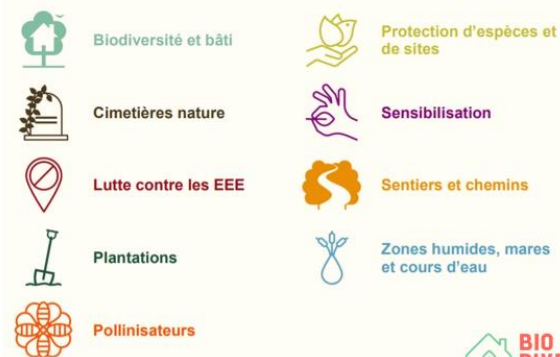 Biodiversité et bâti
Cimetières nature
Lutte contre les EEE
Plantations
Pollinisateurs
Protection d'espèces et
de sites
Sensibilisation
Sentiers et chemins
Zones humides, mares
et cours d'eau
BIO